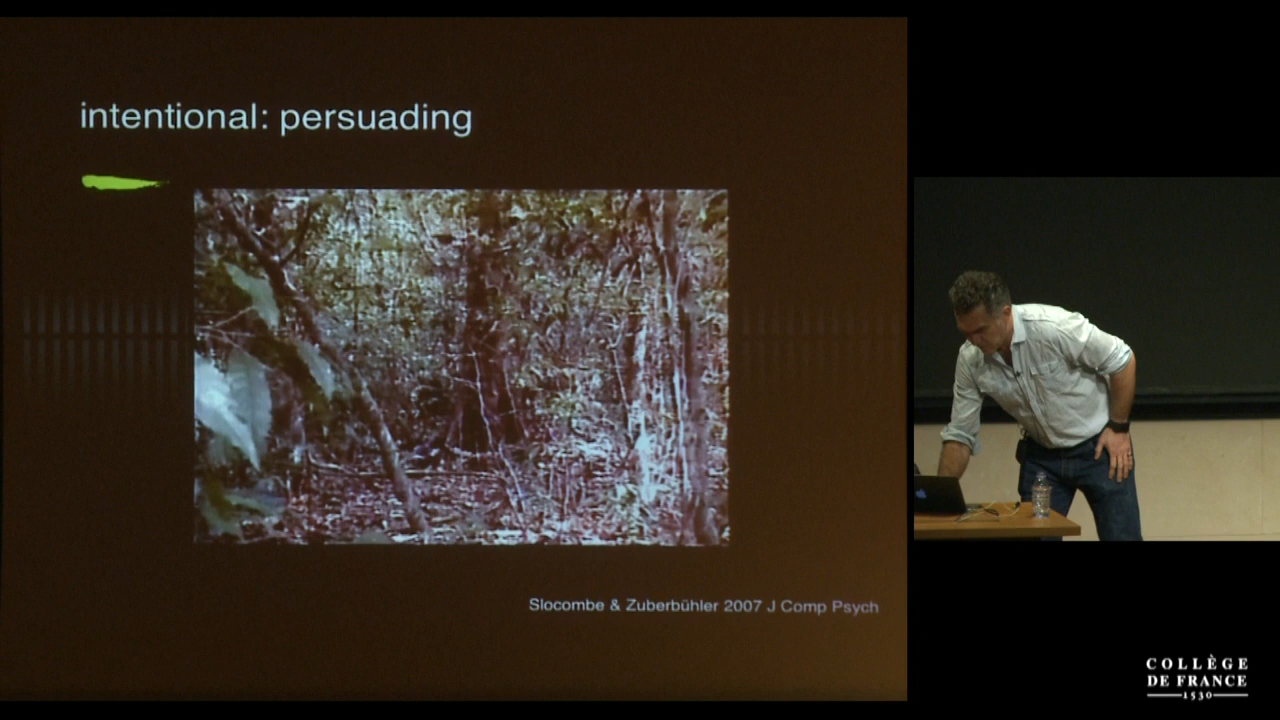 intentional: persuading
Slocombe & Zuberbühler 2007 J Comp Psych
COLLÈGE
DE FRANCE
1530